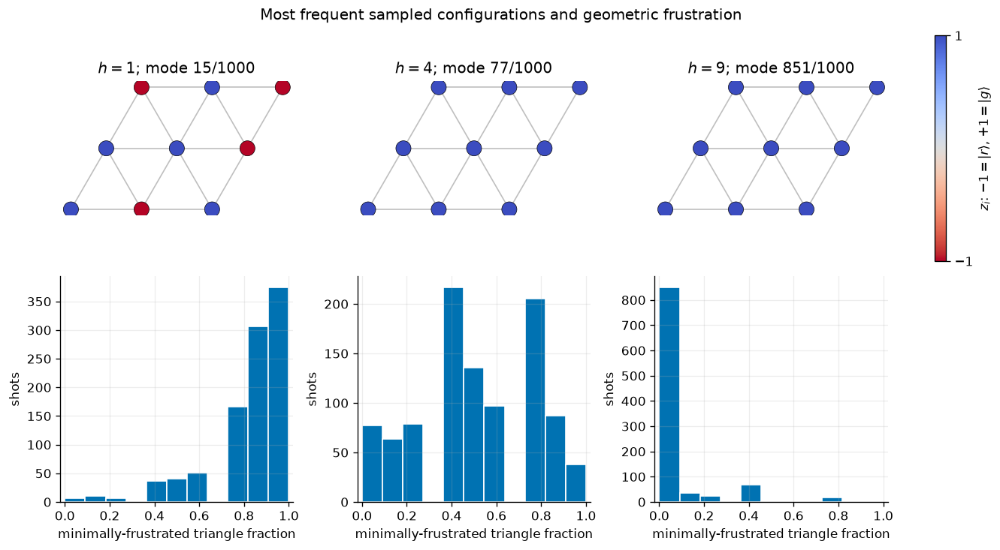 Most frequent sampled configurations and geometric frustration
h = 1; mode 15/1000
h = 4; mode 77/1000
h = 9; mode 851/1000
1
−1
zᵢ: −1 = |r⟩, +1 = |g⟩
350
300
250
200
150
100
50
0
0.0 0.2 0.4 0.6 0.8 1.0
minimally-frustrated triangle fraction
shots
200
150
100
50
0
0.0 0.2 0.4 0.6 0.8 1.0
minimally-frustrated triangle fraction
shots
800
700
600
500
400
300
200
100
0
0.0 0.2 0.4 0.6 0.8 1.0
minimally-frustrated triangle fraction
shots